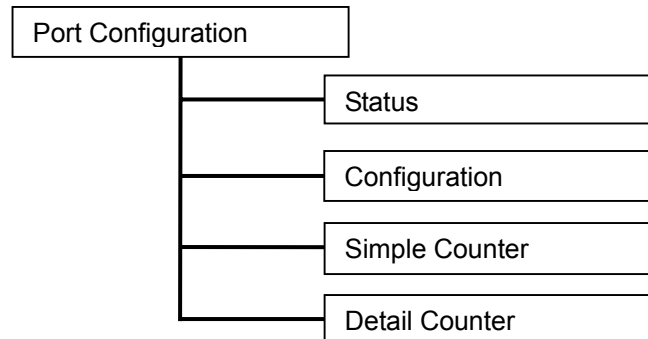 Port Configuration
Status
Configuration
Simple Counter
Detail Counter